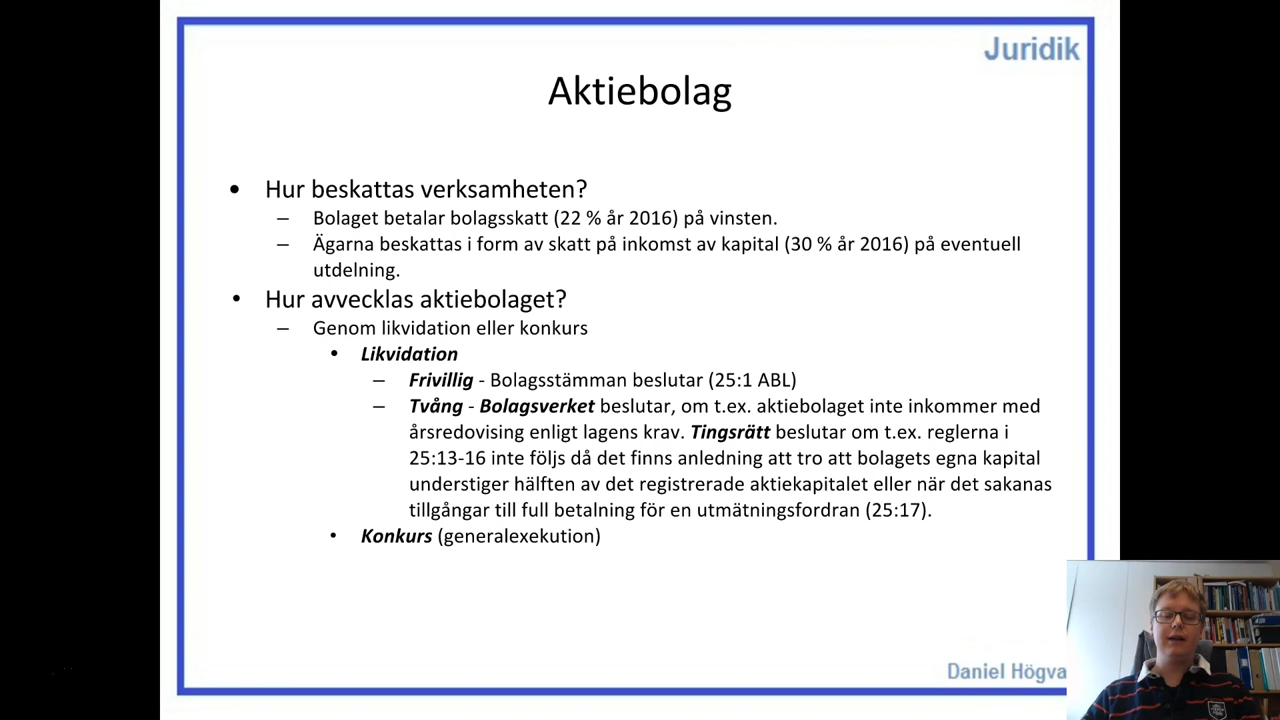 Juridik
Aktiebolag
• Hur beskattas verksamheten?
– Bolaget betalar bolagsskatt (22 % år 2016) på vinsten.
– Ägarna beskattas i form av skatt på inkomst av kapital (30 % år 2016) på eventuell
utdelning.
• Hur avvecklas aktiebolaget?
– Genom likvidation eller konkurs
• Likvidation
– Frivillig - Bolagsstämman beslutar (25:1 ABL)
– Tvång - Bolagsverket beslutar, om t.ex. aktiebolaget inte inkommer med
årsredovising enligt lagens krav. Tingsrätt beslutar om t.ex. reglerna i
25:13-16 inte följs då det finns anledning att tro att bolagets egna kapital
understiger hälften av det registrerade aktiekapitalet eller när det sakanas
tillgångar till full betalning för en utmätningsfordran (25:17).
• Konkurs (generalexekution)
Daniel Högva